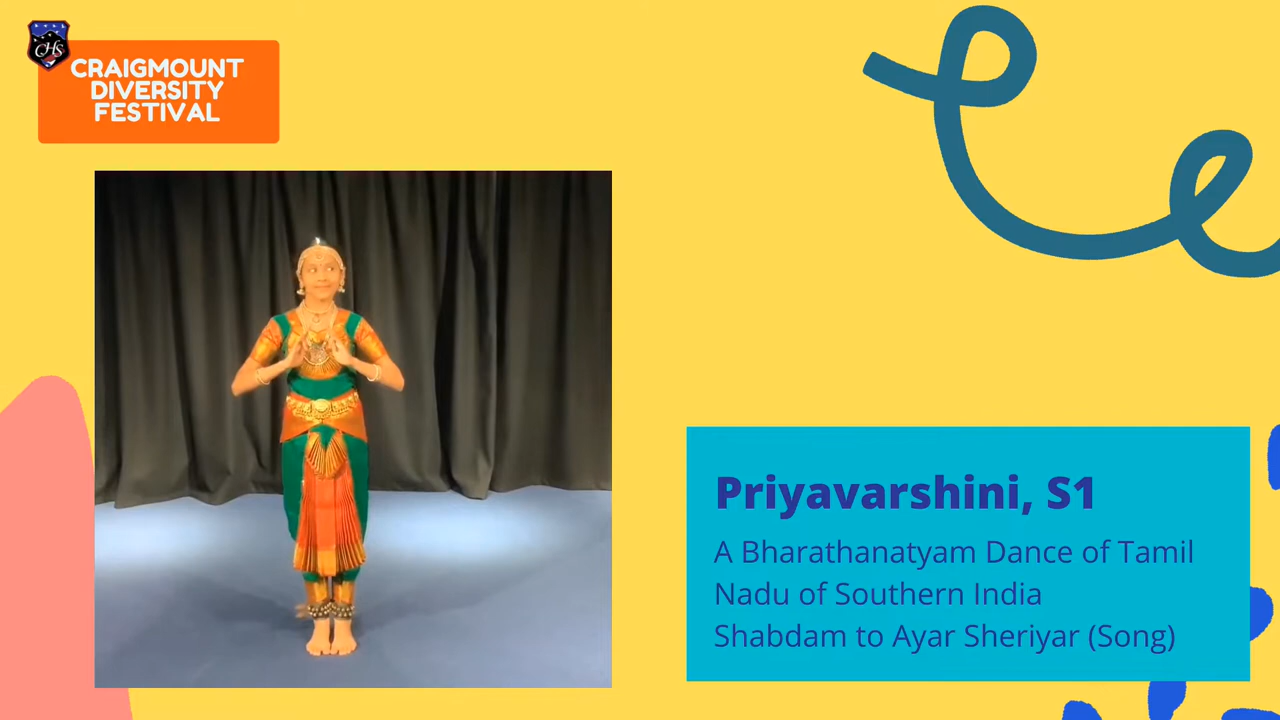 CHS
CRAIGMOUNT
DIVERSITY
FESTIVAL
Priyavarshini, S1
A Bharathanatyam Dance of Tamil
Nadu of Southern India
Shabdam to Ayar Sheriyar (Song)